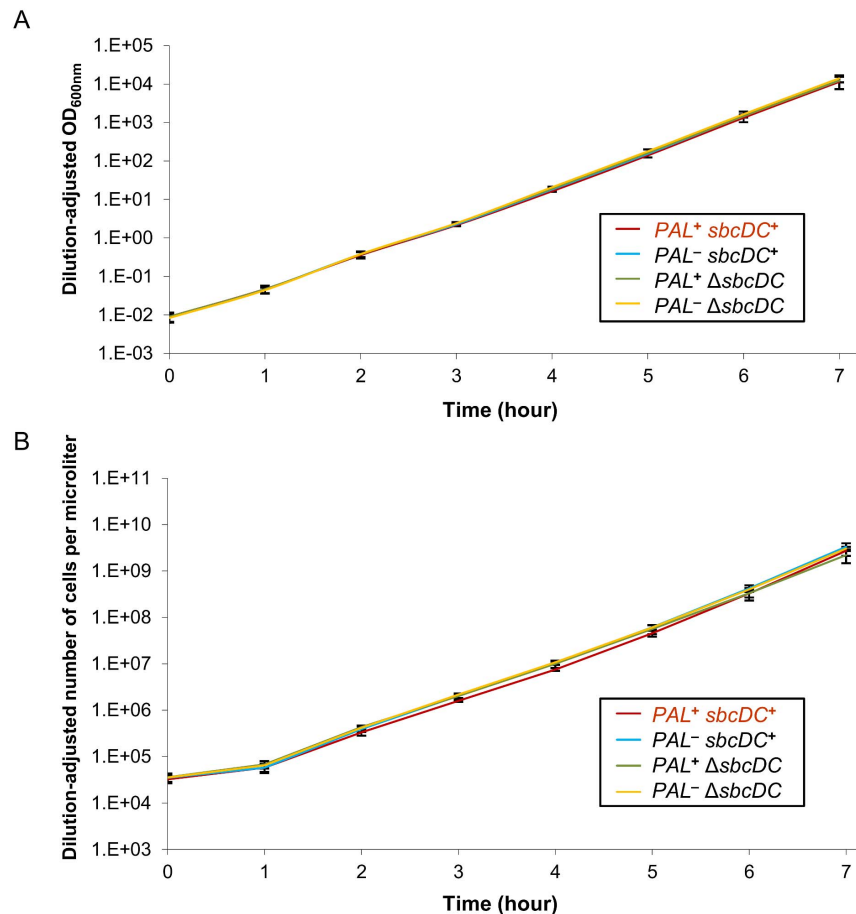 A
1.E+05
1.E+04
1.E+03
1.E+02
1.E+01
1.E+00
1.E-01
1.E-02
1.E-03
Dilution-adjusted OD600nm
0 1 2 3 4 5 6 7
Time (hour)
PAL+ sbcDC+
PAL– sbcDC+
PAL+ ΔsbcDC
PAL– ΔsbcDC
B
1.E+11
1.E+10
1.E+09
1.E+08
1.E+07
1.E+06
1.E+05
1.E+04
1.E+03
Dilution-adjusted number of cells per microliter
0 1 2 3 4 5 6 7
Time (hour)
PAL+ sbcDC+
PAL– sbcDC+
PAL+ ΔsbcDC
PAL– ΔsbcDC